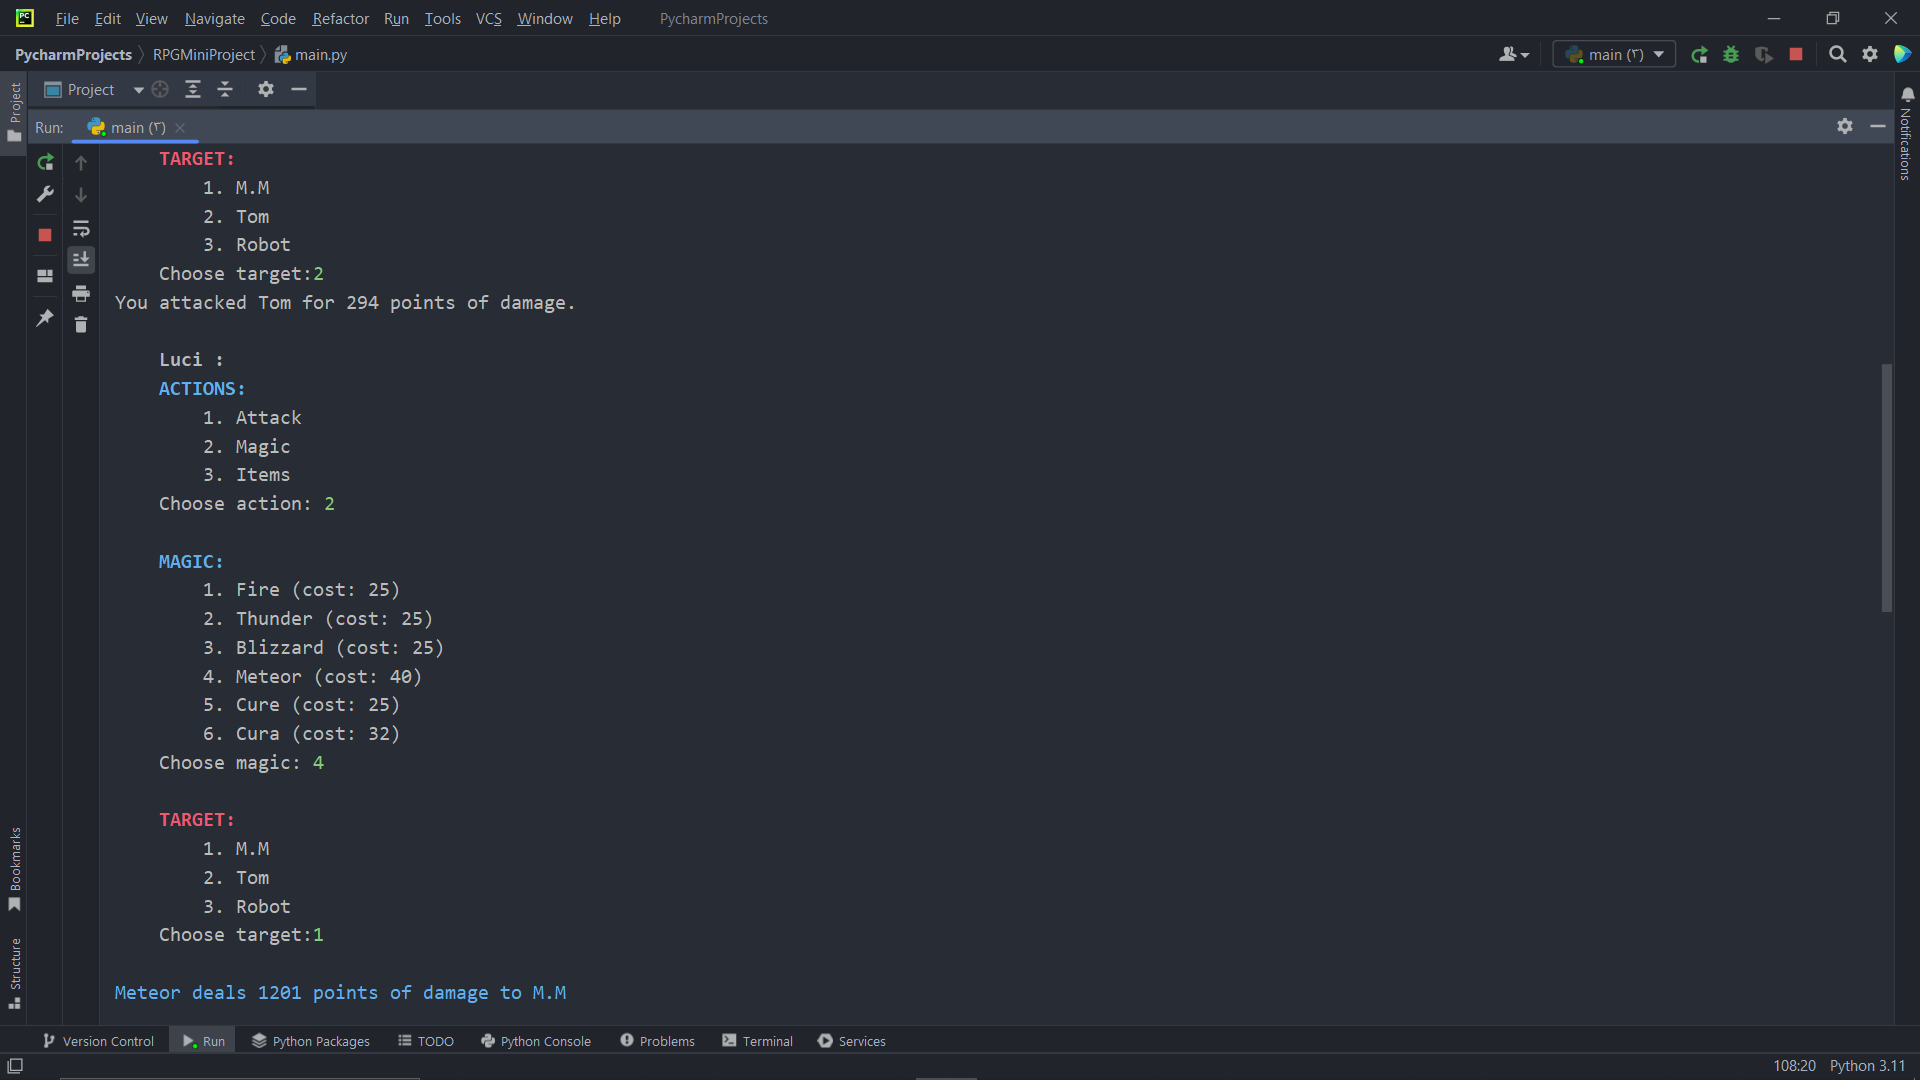 PC
File Edit View Navigate Code Refactor Run Tools VCS Window Help PycharmProjects
PycharmProjects RPGMiniProject main.py main (۳)
Project
Project
Notifications
Run: main (۳)
TARGET:
1. M.M
2. Tom
3. Robot
Choose target:2
You attacked Tom for 294 points of damage.
Luci :
ACTIONS:
1. Attack
2. Magic
3. Items
Choose action: 2
MAGIC:
1. Fire (cost: 25)
2. Thunder (cost: 25)
3. Blizzard (cost: 25)
4. Meteor (cost: 40)
5. Cure (cost: 25)
6. Cura (cost: 32)
Choose magic: 4
TARGET:
1. M.M
2. Tom
3. Robot
Choose target:1
Meteor deals 1201 points of damage to M.M
Bookmarks
Structure
Version Control Run Python Packages TODO Python Console Problems Terminal Services
108:20 Python 3.11